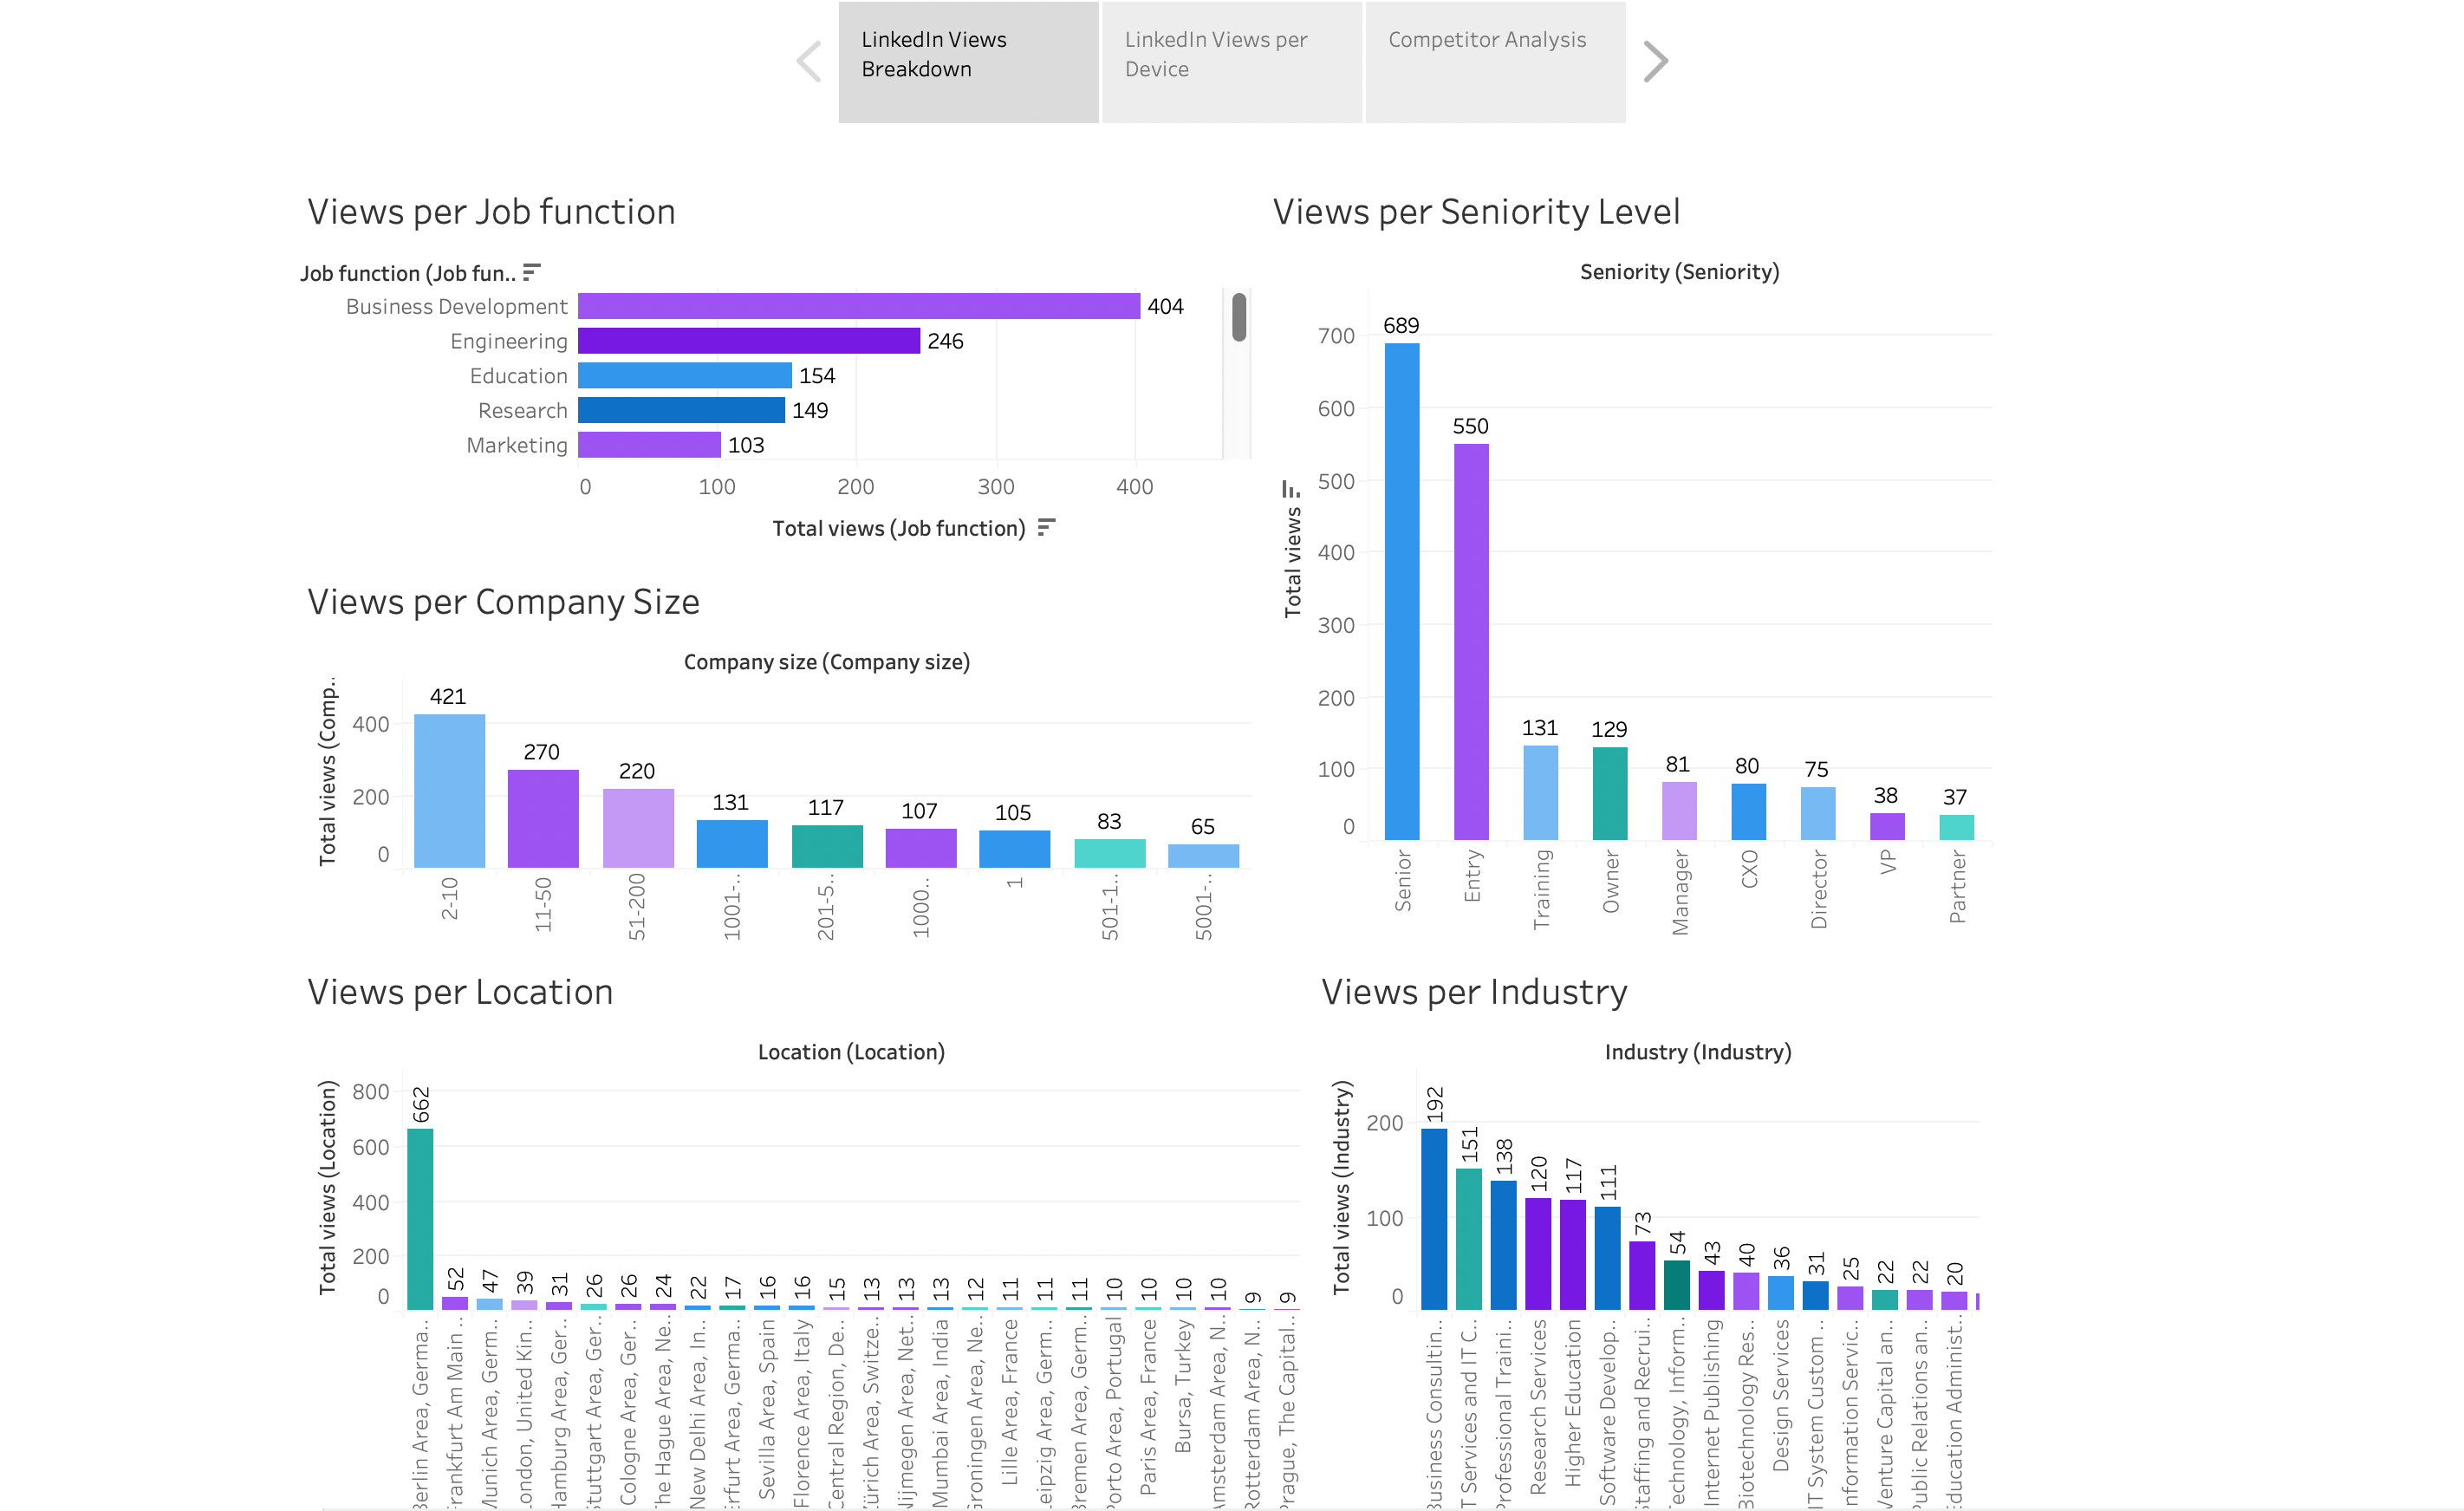 LinkedIn Views
Breakdown
LinkedIn Views per
Device
Competitor Analysis
Views per Job function
Job function (Job fun..
Business Development
404
Engineering
246
Education
154
Research
149
Marketing
103
0 100 200 300 400
Total views (Job function)
Views per Seniority Level
Seniority (Seniority)
Total views
700
600
500
400
300
200
100
0
689
550
131
129
81
80
75
38
37
Senior
Entry
Training
Owner
Manager
CXO
Director
VP
Partner
Views per Company Size
Company size (Company size)
Total views (Comp..
400
200
0
421
270
220
131
117
107
105
83
65
2-10
11-50
51-200
1001-..
201-5..
1000..
1
501-1..
5001-..
Views per Location
Location (Location)
Total views (Location)
800
600
400
200
0
662
52
47
39
31
26
26
24
22
17
16
16
15
13
13
13
12
11
11
11
10
10
10
10
9
9
Berlin Area, Germa..
Frankfurt Am Main ..
Munich Area, Germ..
London, United Kin..
Hamburg Area, Ger..
Stuttgart Area, Ger..
Cologne Area, Ger..
The Hague Area, Ne..
New Delhi Area, In..
Erfurt Area, Germa..
Sevilla Area, Spain
Florence Area, Italy
Central Region, De..
Zürich Area, Switze..
Nijmegen Area, Net..
Mumbai Area, India
Groningen Area, Ne..
Lille Area, France
Leipzig Area, Germ..
Bremen Area, Germ..
Porto Area, Portugal
Paris Area, France
Bursa, Turkey
Amsterdam Area, N..
Rotterdam Area, N..
Prague, The Capital..
Views per Industry
Industry (Industry)
Total views (Industry)
200
100
0
192
151
138
120
117
111
73
54
43
40
36
31
25
22
22
20
Business Consultin..
IT Services and IT C..
Professional Traini..
Research Services
Higher Education
Software Develop..
Staffing and Recrui..
Technology, Inform..
Internet Publishing
Biotechnology Res..
Design Services
IT System Custom ..
Information Servic..
Venture Capital an..
Public Relations an..
Education Administ..